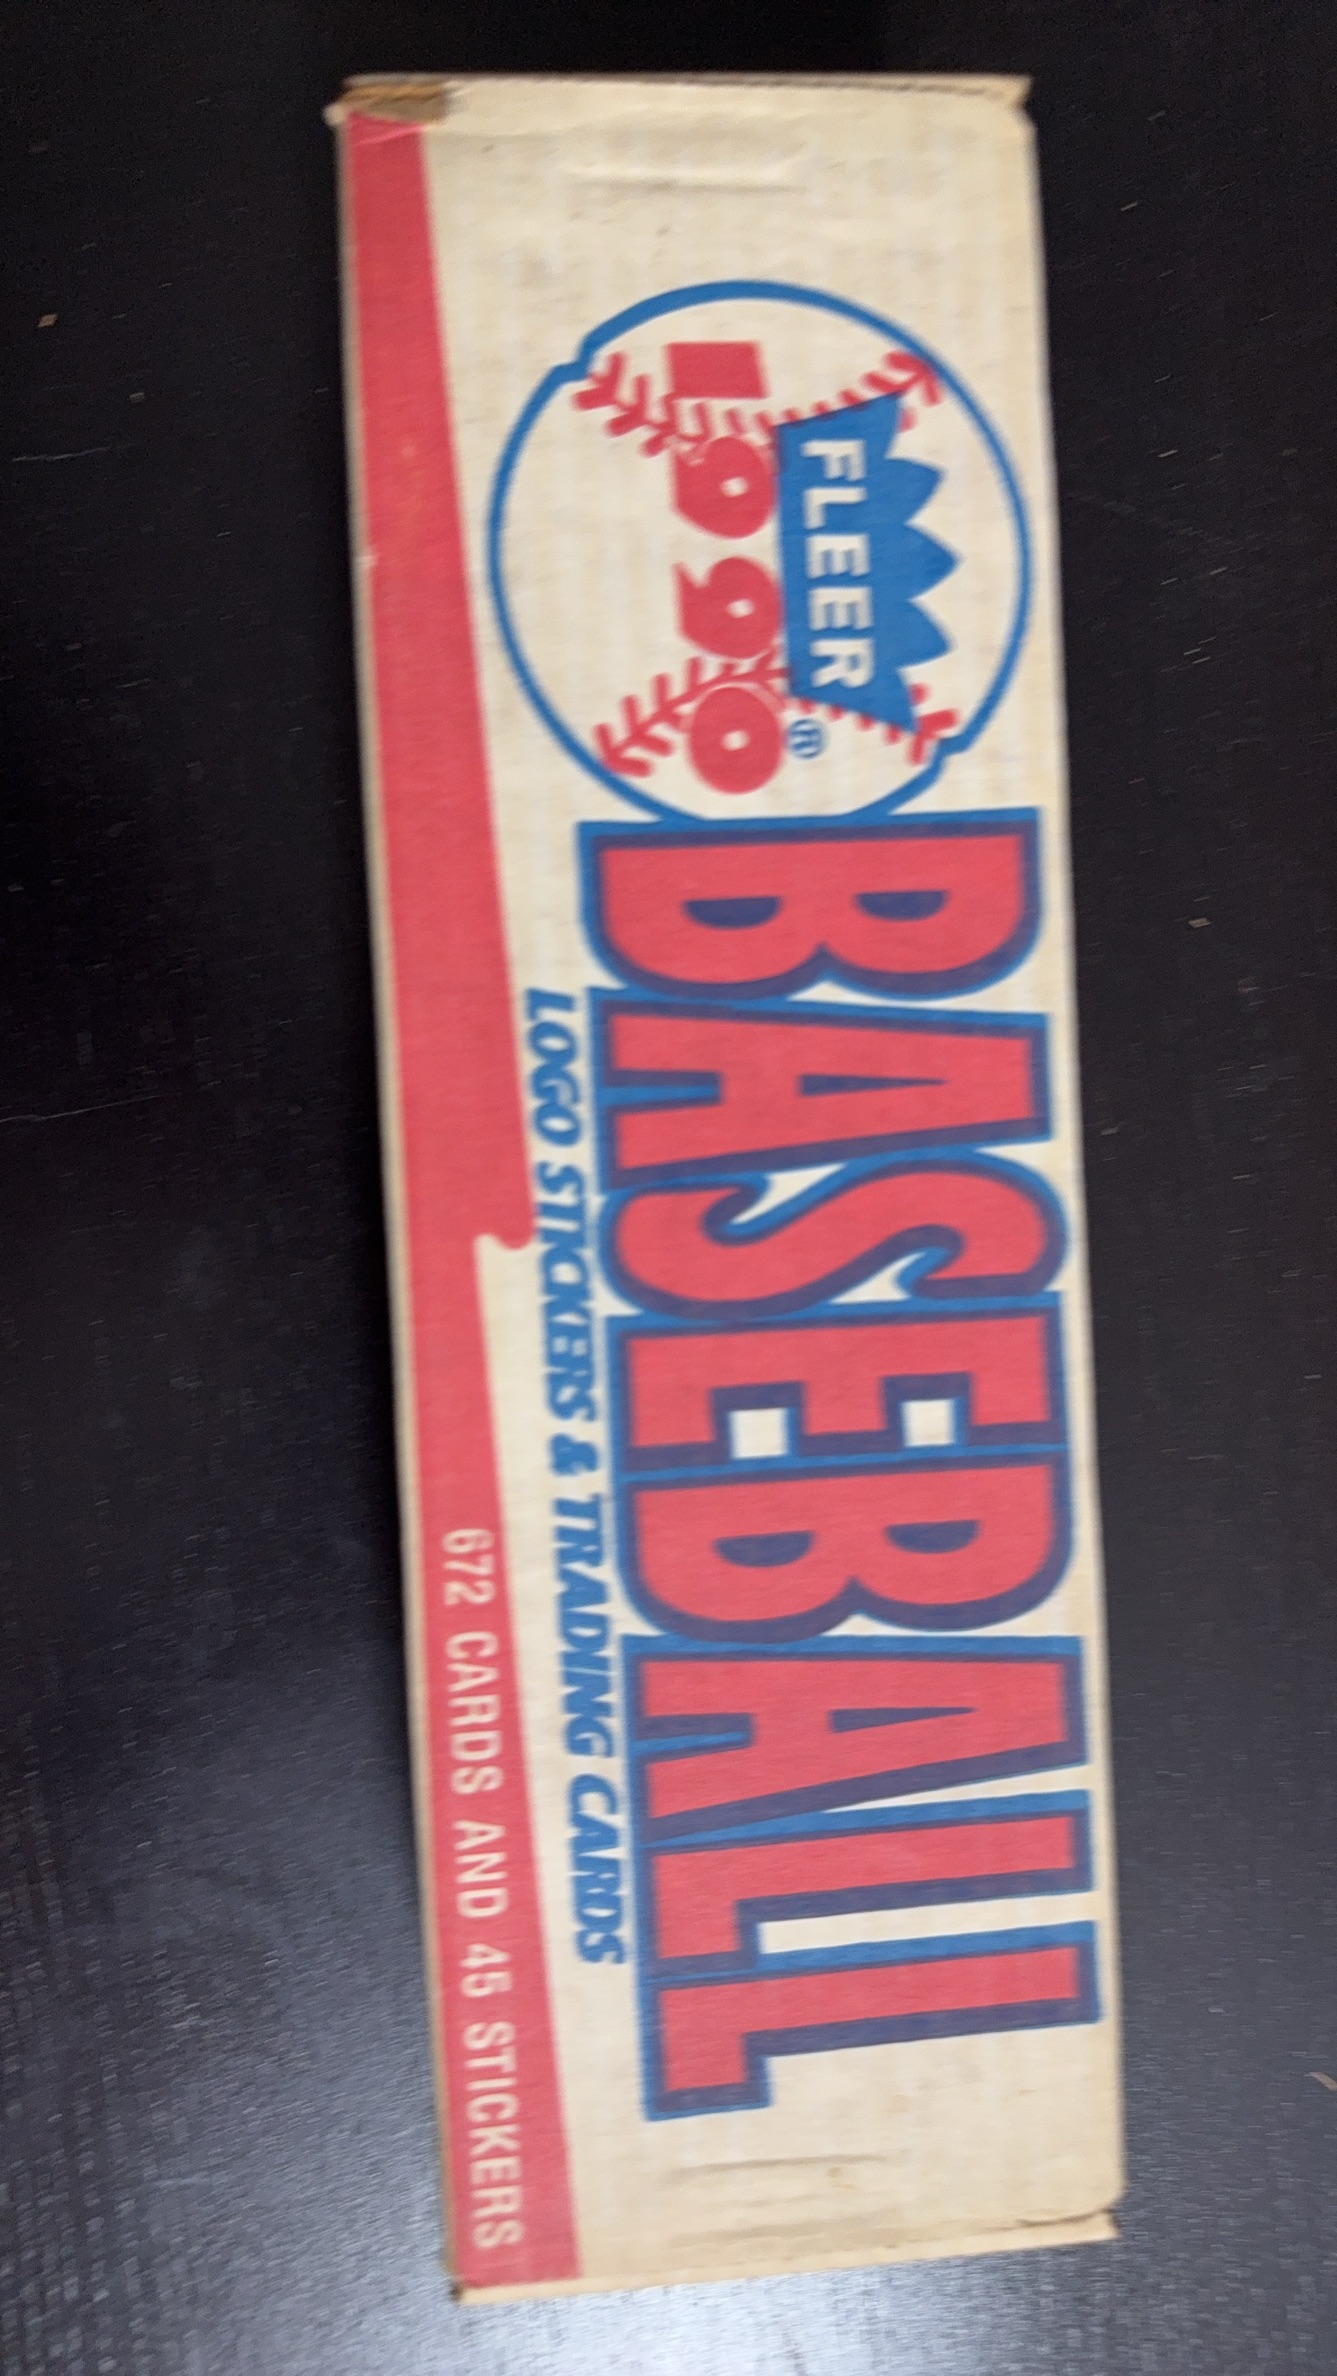 FLEER®
1990
BASEBALL
LOGO STICKERS & TRADING CARDS
672 CARDS AND 45 STICKERS